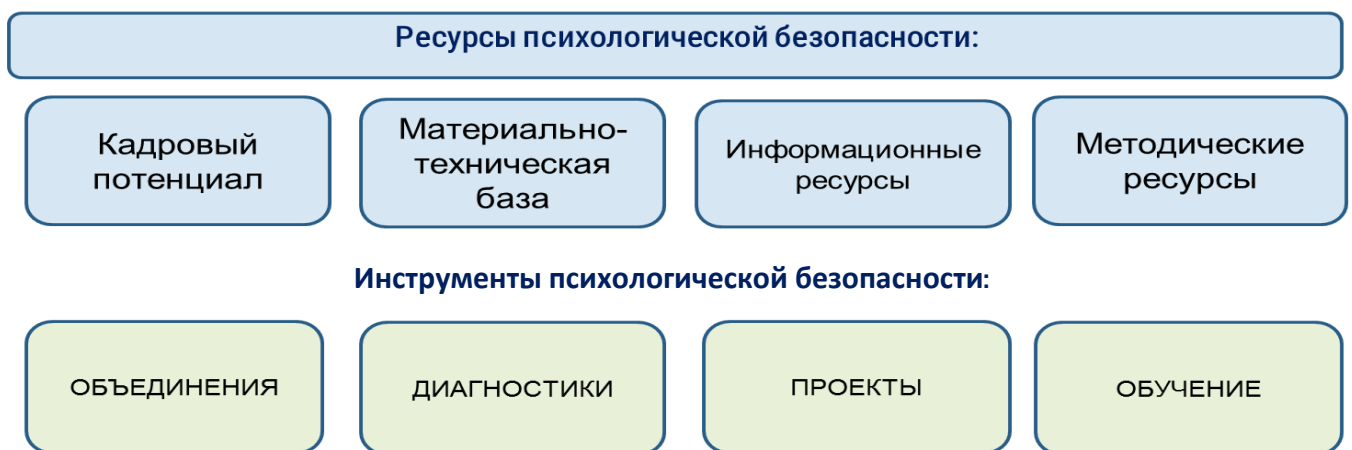 Ресурсы психологической безопасности:
Кадровый
потенциал
Материально-
техническая
база
Информационные
ресурсы
Методические
ресурсы
Инструменты психологической безопасности:
ОБЪЕДИНЕНИЯ
ДИАГНОСТИКИ
ПРОЕКТЫ
ОБУЧЕНИЕ